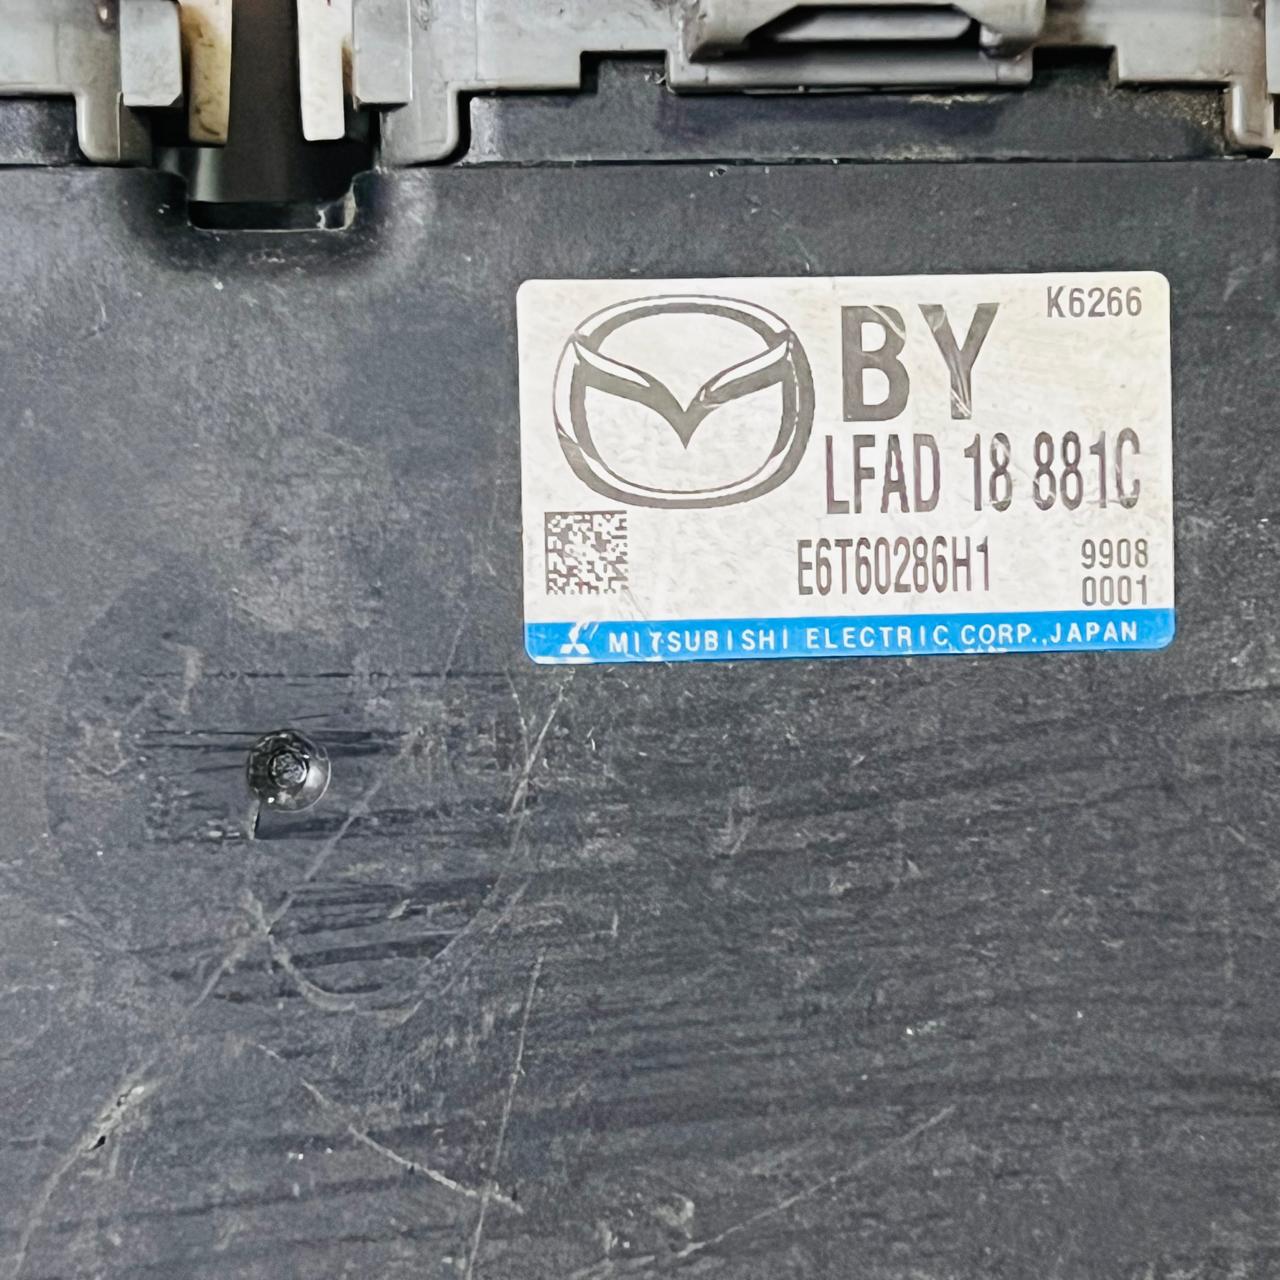 K6266
BY
LFAD 18 881C
E6T60286H1
9908
0001
MITSUBISHI ELECTRIC CORP., JAPAN